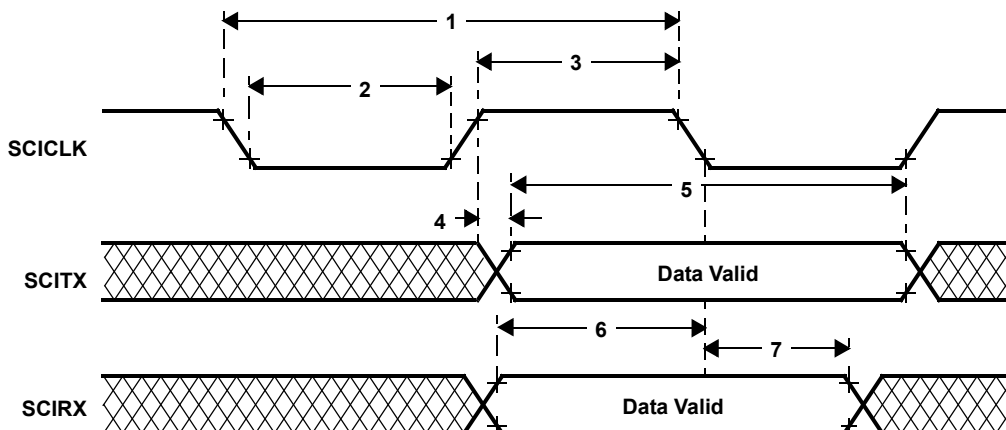 1
3
2
SCICLK
5
4
SCITX
Data Valid
6
7
SCIRX
Data Valid